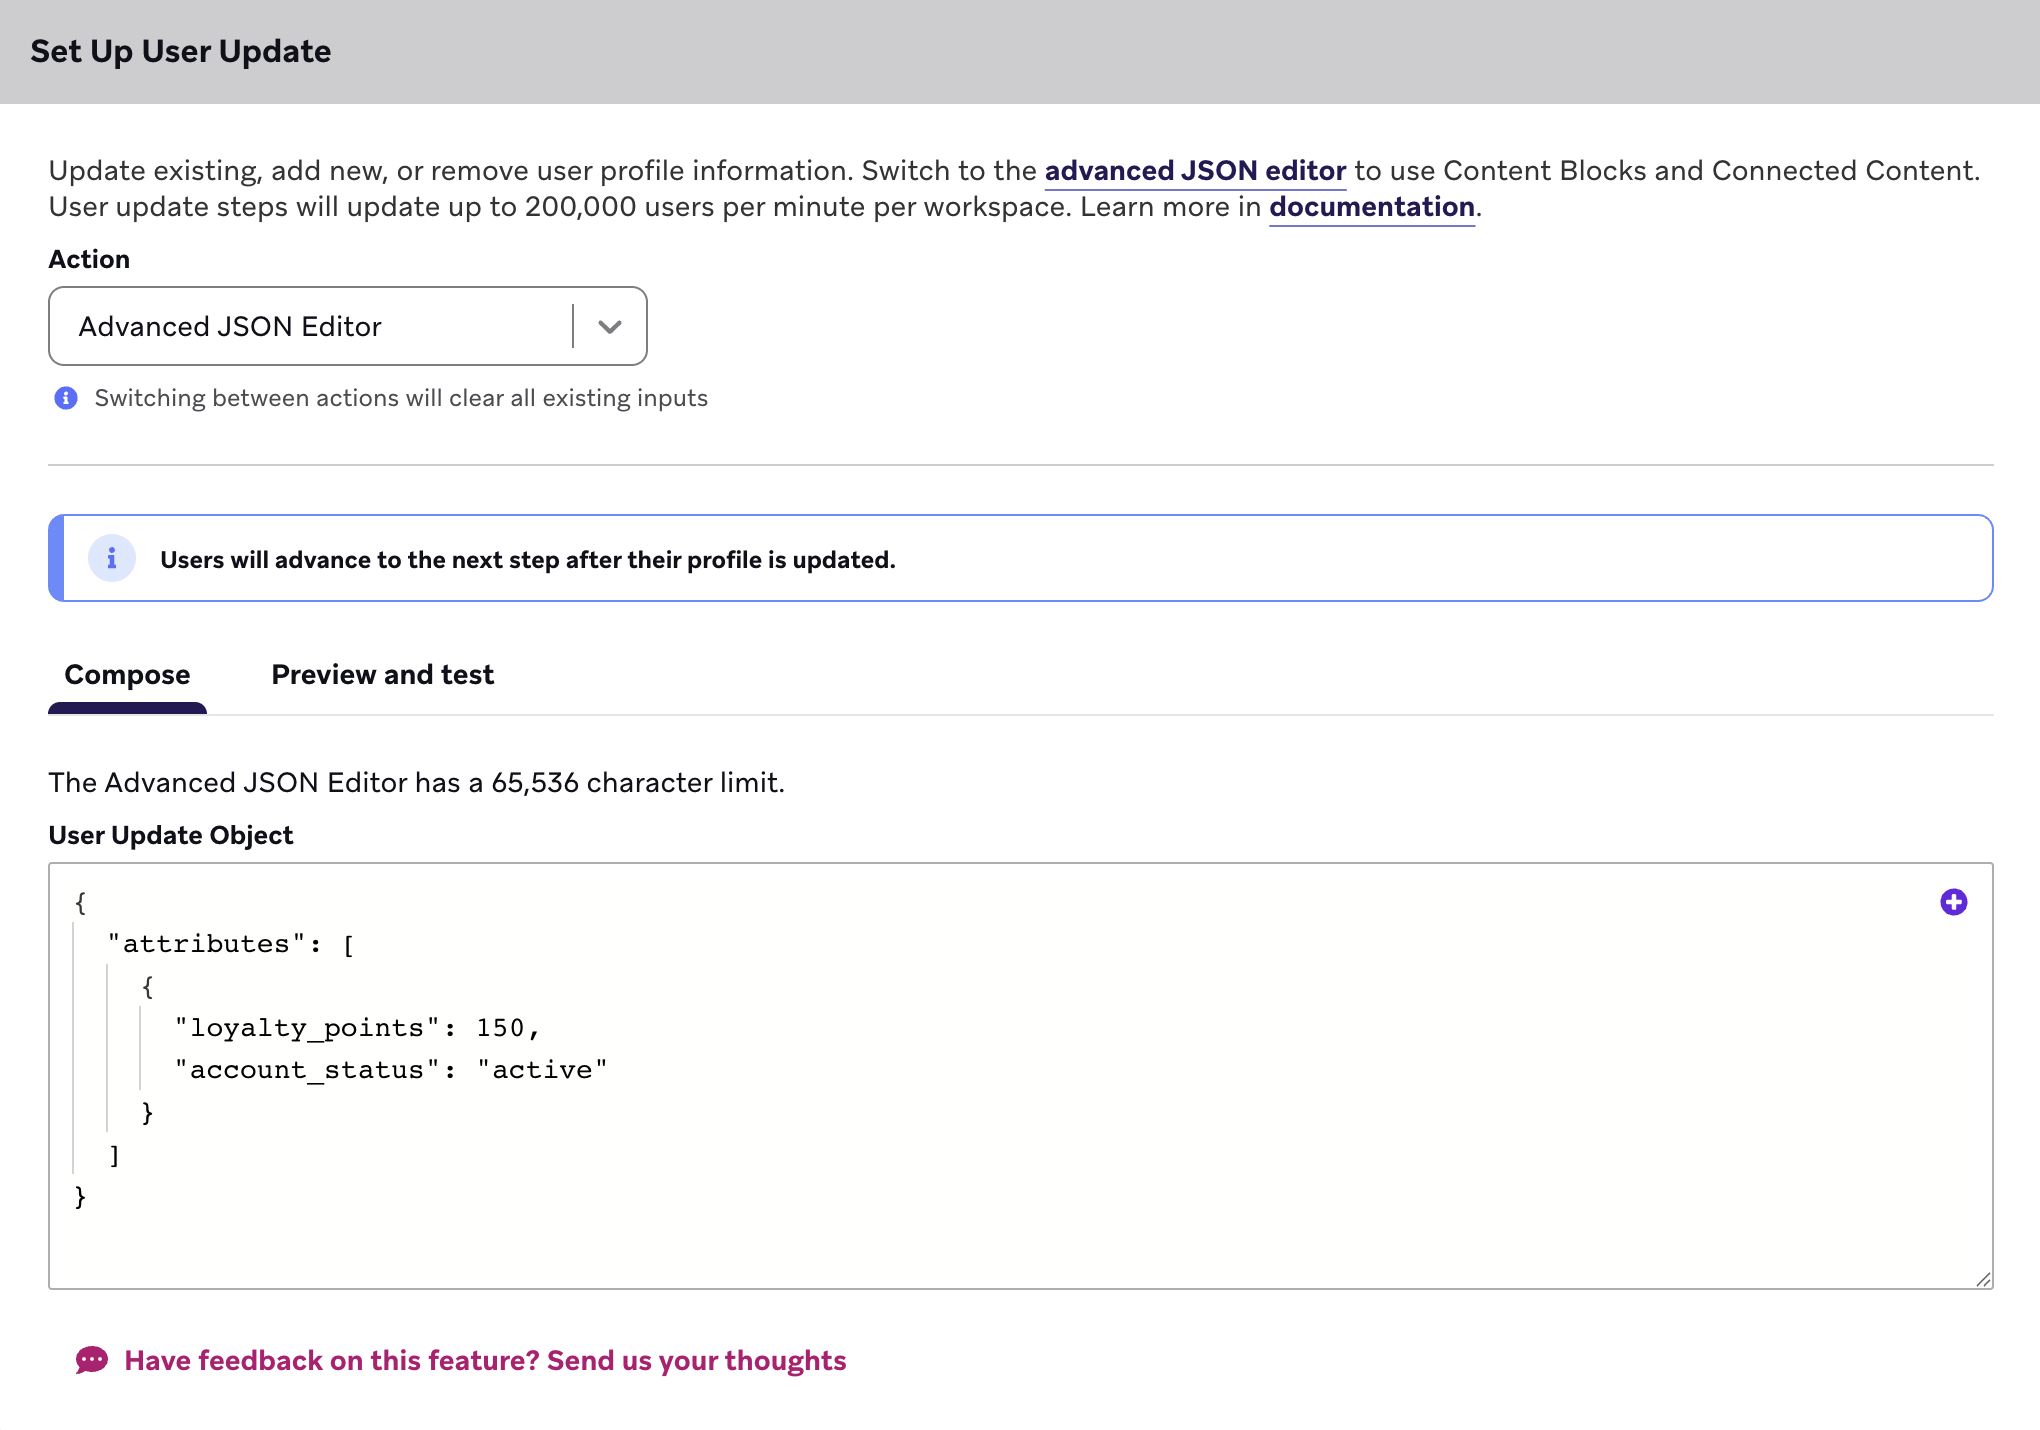 Set Up User Update
Update existing, add new, or remove user profile information. Switch to the advanced JSON editor to use Content Blocks and Connected Content.
User update steps will update up to 200,000 users per minute per workspace. Learn more in documentation.
Action
Advanced JSON Editor
Switching between actions will clear all existing inputs
Users will advance to the next step after their profile is updated.
Compose Preview and test
The Advanced JSON Editor has a 65,536 character limit.
User Update Object
{
  "attributes": [
    {
      "loyalty_points": 150,
      "account_status": "active"
    }
  ]
}
Have feedback on this feature? Send us your thoughts